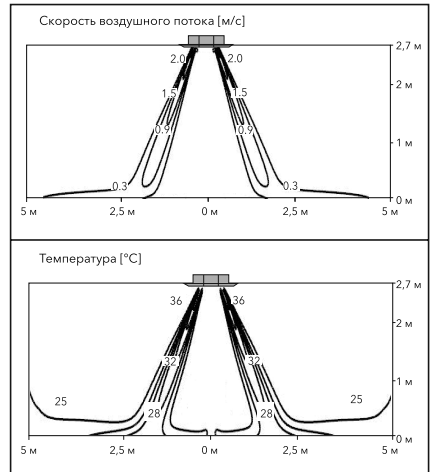 Скорость воздушного потока [м/с]
2.0 2.0
1.5 1.5
0.9 0.9
0.3 0.3
2,7 м
2 м
1 м
0 м
5 м 2,5 м 0 м 2,5 м 5 м
Температура [°C]
36 36
32 32
28 28
25 25
2,7 м
2 м
1 м
0 м
5 м 2,5 м 0 м 2,5 м 5 м